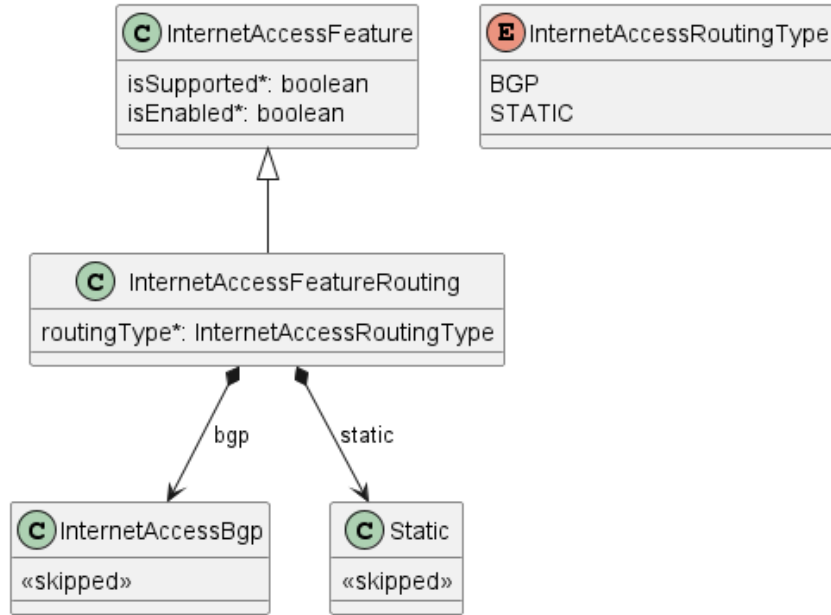 C InternetAccessFeature
isSupported*: boolean
isEnabled*: boolean
E InternetAccessRoutingType
BGP
STATIC
C InternetAccessFeatureRouting
routingType*: InternetAccessRoutingType
bgp
static
C InternetAccessBgp
«skipped»
C Static
«skipped»